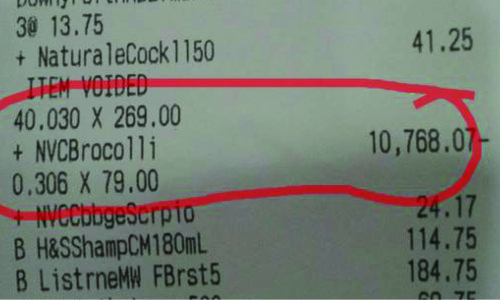 3@ 13.75
+ NaturaleCockl150 41.25
ITEM VOIDED
40.030 X 269.00
+ NVCBrocolli 10,768.07-
0.306 X 79.00
+ NVCCbbgeScrpio 24.17
B H&SShampCM180mL 114.75
B ListrneMW FBrst5 184.75